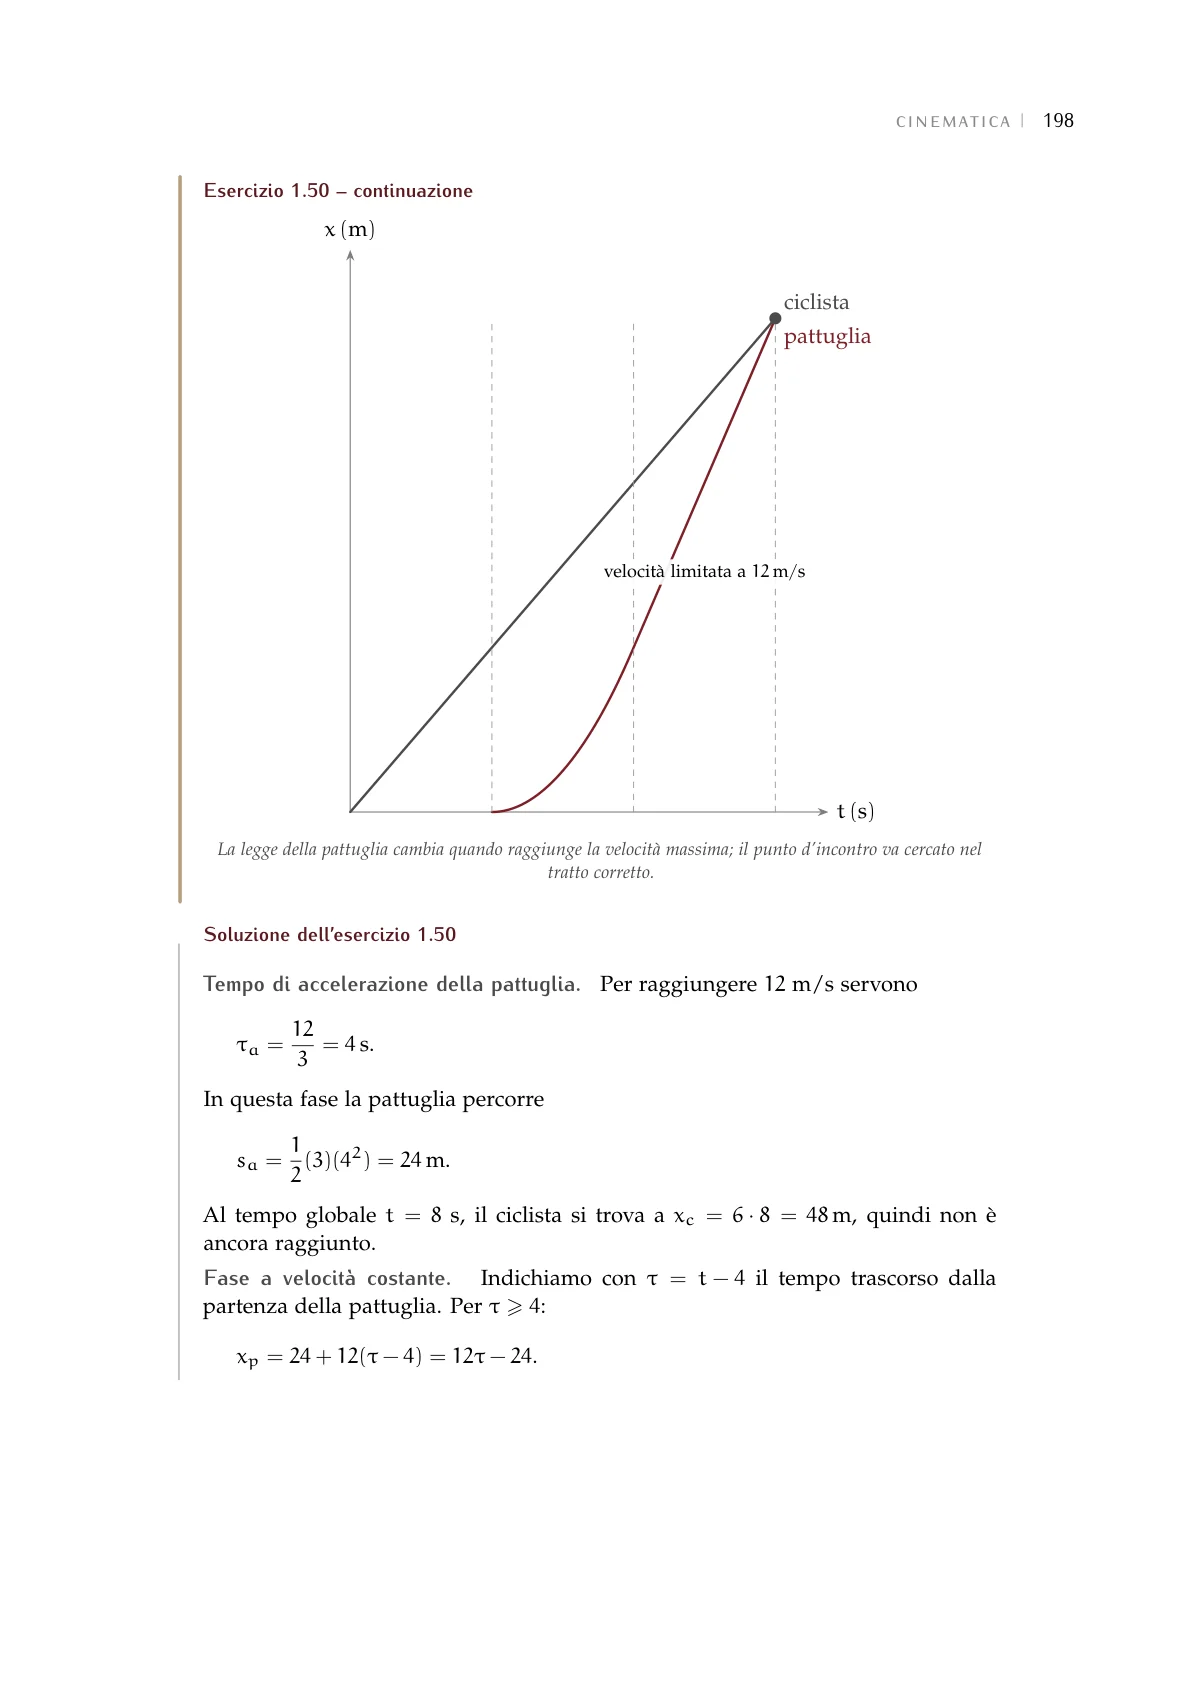 CINEMATICA | 198
Esercizio 1.50 – continuazione
x (m)
ciclista
pattuglia
velocità limitata a 12 m/s
t (s)
La legge della pattuglia cambia quando raggiunge la velocità massima; il punto d'incontro va cercato nel
tratto corretto.
Soluzione dell'esercizio 1.50
Tempo di accelerazione della pattuglia. Per raggiungere 12 m/s servono
τₐ = 12/3 = 4 s.
In questa fase la pattuglia percorre
sₐ = 1/2 (3)(4²) = 24 m.
Al tempo globale t = 8 s, il ciclista si trova a x_c = 6 · 8 = 48 m, quindi non è
ancora raggiunto.
Fase a velocità costante. Indichiamo con τ = t − 4 il tempo trascorso dalla
partenza della pattuglia. Per τ ⩾ 4:
x_p = 24 + 12(τ − 4) = 12τ − 24.